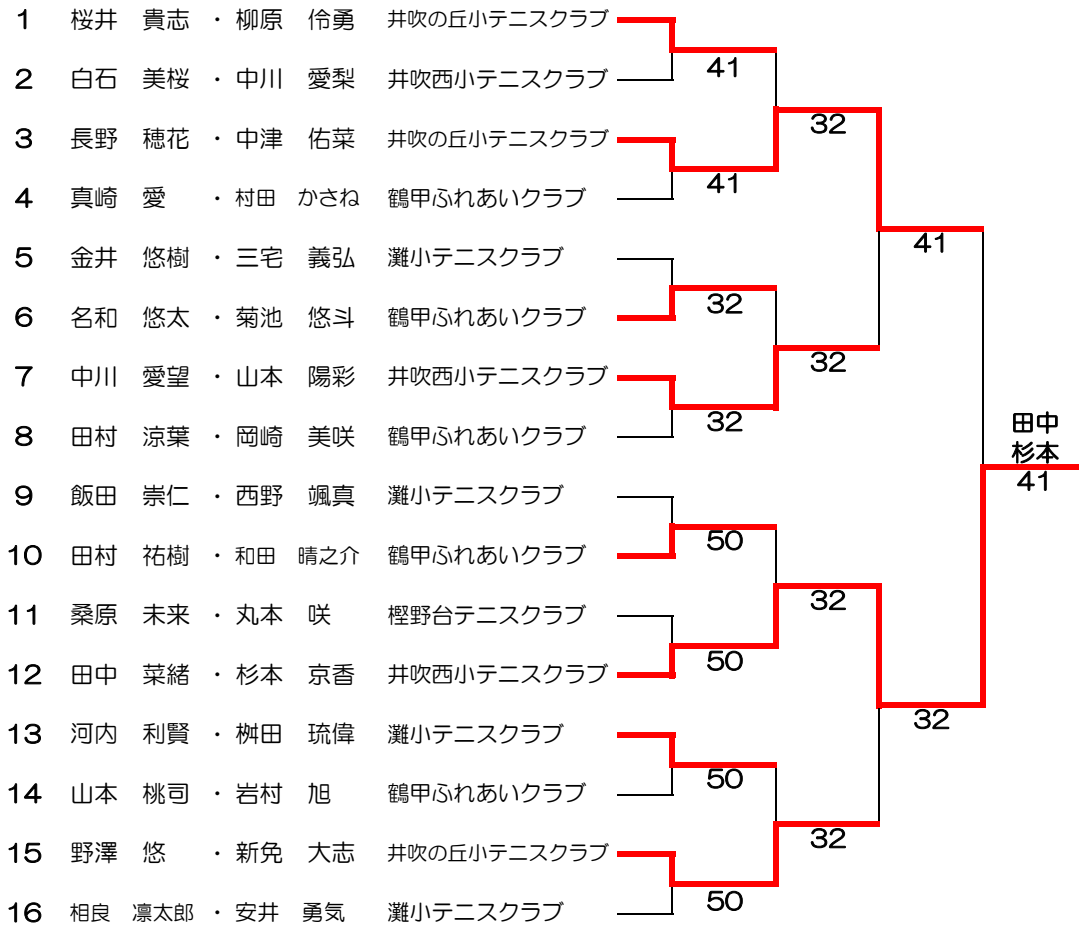 1 桜井 貴志 ・ 柳原 伶勇 井吹の丘小テニスクラブ
41
2 白石 美桜 ・ 中川 愛梨 井吹西小テニスクラブ
32
3 長野 穂花 ・ 中津 佑菜 井吹の丘小テニスクラブ
41
4 真崎 愛 ・ 村田 かさね 鶴甲ふれあいクラブ
41
5 金井 悠樹 ・ 三宅 義弘 灘小テニスクラブ
32
6 名和 悠太 ・ 菊池 悠斗 鶴甲ふれあいクラブ
32
7 中川 愛望 ・ 山本 陽彩 井吹西小テニスクラブ
32
8 田村 涼葉 ・ 岡崎 美咲 鶴甲ふれあいクラブ
田中
杉本
41
9 飯田 崇仁 ・ 西野 颯真 灘小テニスクラブ
50
10 田村 祐樹 ・ 和田 晴之介 鶴甲ふれあいクラブ
32
11 桑原 未来 ・ 丸本 咲 樫野台テニスクラブ
50
12 田中 菜緒 ・ 杉本 京香 井吹西小テニスクラブ
32
13 河内 利賢 ・ 桝田 琉偉 灘小テニスクラブ
50
14 山本 桃司 ・ 岩村 旭 鶴甲ふれあいクラブ
32
15 野澤 悠 ・ 新免 大志 井吹の丘小テニスクラブ
50
16 相良 凛太郎 ・ 安井 勇気 灘小テニスクラブ